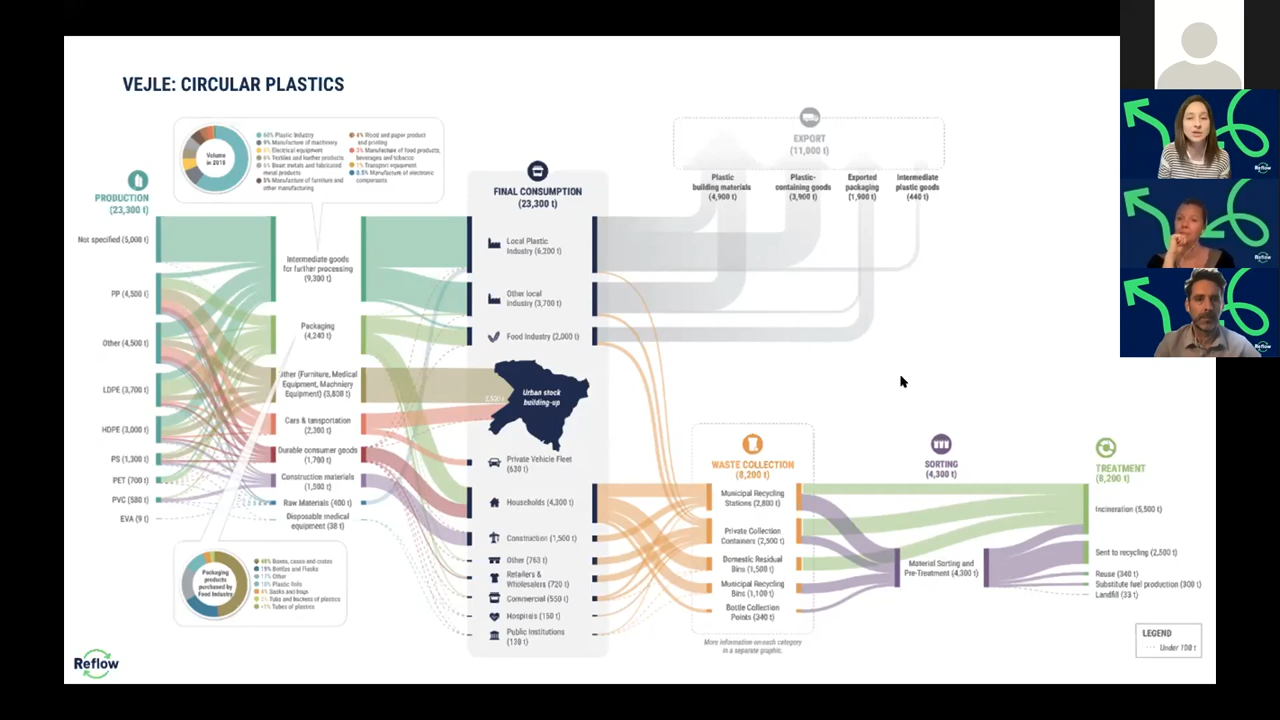 VEJLE: CIRCULAR PLASTICS
Volume
in 2018
60% Plastic Industry
9% Manufacture of machinery
Electrical equipment
Textiles and leather products
Basic metals and fabricated
metal products
5% Manufacture of furniture and
other manufacturing
4% Wood and paper product
and printing
3% Manufacture of food products,
beverages and tobacco
Transport equipment
0.5% Manufacture of electronic
components
PRODUCTION
(23,300 t)
Not specified (5,000 t)
PP (4,500 t)
Other (4,500 t)
LDPE (3,700 t)
HDPE (3,000 t)
PS (1,300 t)
PET (700 t)
PVC (580 t)
EVA (9 t)
Intermediate goods
for further processing
(9,300 t)
Packaging
(4,240 t)
Other (Furniture, Medical
Equipment, Machniery
Equipment) (3,800 t)
Cars & tansportation
(2,300 t)
Durable consumer goods
(1,700 t)
Construction materials
(1,500 t)
Raw Materials (400 t)
Disposable medical
equipment (38 t)
Packaging
products
purchased by
Food Industry
48% Boxes, cases and crates
19% Bottles and flasks
17% Other
10% Plastic foils
4% Sacks and bags
Tubs and buckets of plastics
<1% Tubes of plastics
FINAL CONSUMPTION
(23,300 t)
Local Plastic
Industry (6,200 t)
Other local
industry (3,700 t)
Food Industry (2,000 t)
Urban stock
building-up
Private Vehicle Fleet
(630 t)
Households (4,300 t)
Construction (1,500 t)
Other (763 t)
Retailers &
Wholesalers (720 t)
Commercial (550 t)
Hospitals (150 t)
Public Institutions
(130 t)
EXPORT
(11,000 t)
Plastic
building materials
(4,900 t)
Plastic-
containing goods
(3,900 t)
Exported
packaging
(1,900 t)
Intermediate
plastic goods
(440 t)
WASTE COLLECTION
(8,200 t)
Municipal Recycling
Stations (2,800 t)
Private Collection
Containers (2,500 t)
Domestic Residual
Bins (1,500 t)
Municipal Recycling
Bins (1,100 t)
Bottle Collection
Points (340 t)
More information on each category
in a separate graphic.
SORTING
(4,300 t)
Material Sorting and
Pre-Treatment (4,300 t)
TREATMENT
(8,200 t)
Incineration (5,500 t)
Sent to recycling (2,500 t)
Reuse (340 t)
Substitute fuel production (300 t)
Landfill (33 t)
LEGEND
Under 100 t
Reflow
Reflow
Reflow
Reflow